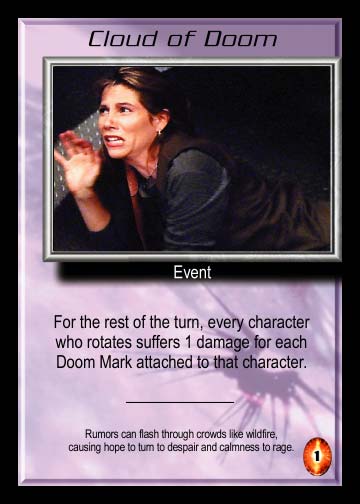 Cloud of Doom
Event
For the rest of the turn, every character
who rotates suffers 1 damage for each
Doom Mark attached to that character.
Rumors can flash through crowds like wildfire,
causing hope to turn to despair and calmness to rage.
1